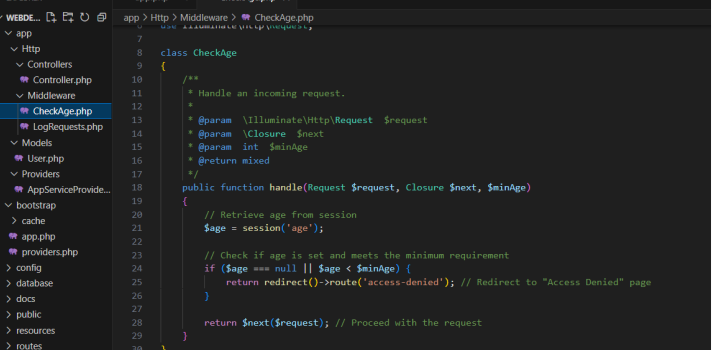 WEBDE...
app
Http
Controllers
Controller.php
Middleware
CheckAge.php
LogRequests.php
Models
User.php
Providers
AppServiceProvide...
bootstrap
cache
app.php
providers.php
config
database
docs
public
resources
routes
app > Http > Middleware > CheckAge.php
6 use Illuminate\Http\Request;
7
8 class CheckAge
9 {
10 /**
11 * Handle an incoming request.
12 *
13 * @param  \Illuminate\Http\Request  $request
14 * @param  \Closure  $next
15 * @param  int  $minAge
16 * @return mixed
17 */
18 public function handle(Request $request, Closure $next, $minAge)
19 {
20 // Retrieve age from session
21 $age = session('age');
22
23 // Check if age is set and meets the minimum requirement
24 if ($age === null || $age < $minAge) {
25 return redirect()->route('access-denied'); // Redirect to "Access Denied" page
26 }
27
28 return $next($request); // Proceed with the request
29 }
30 }